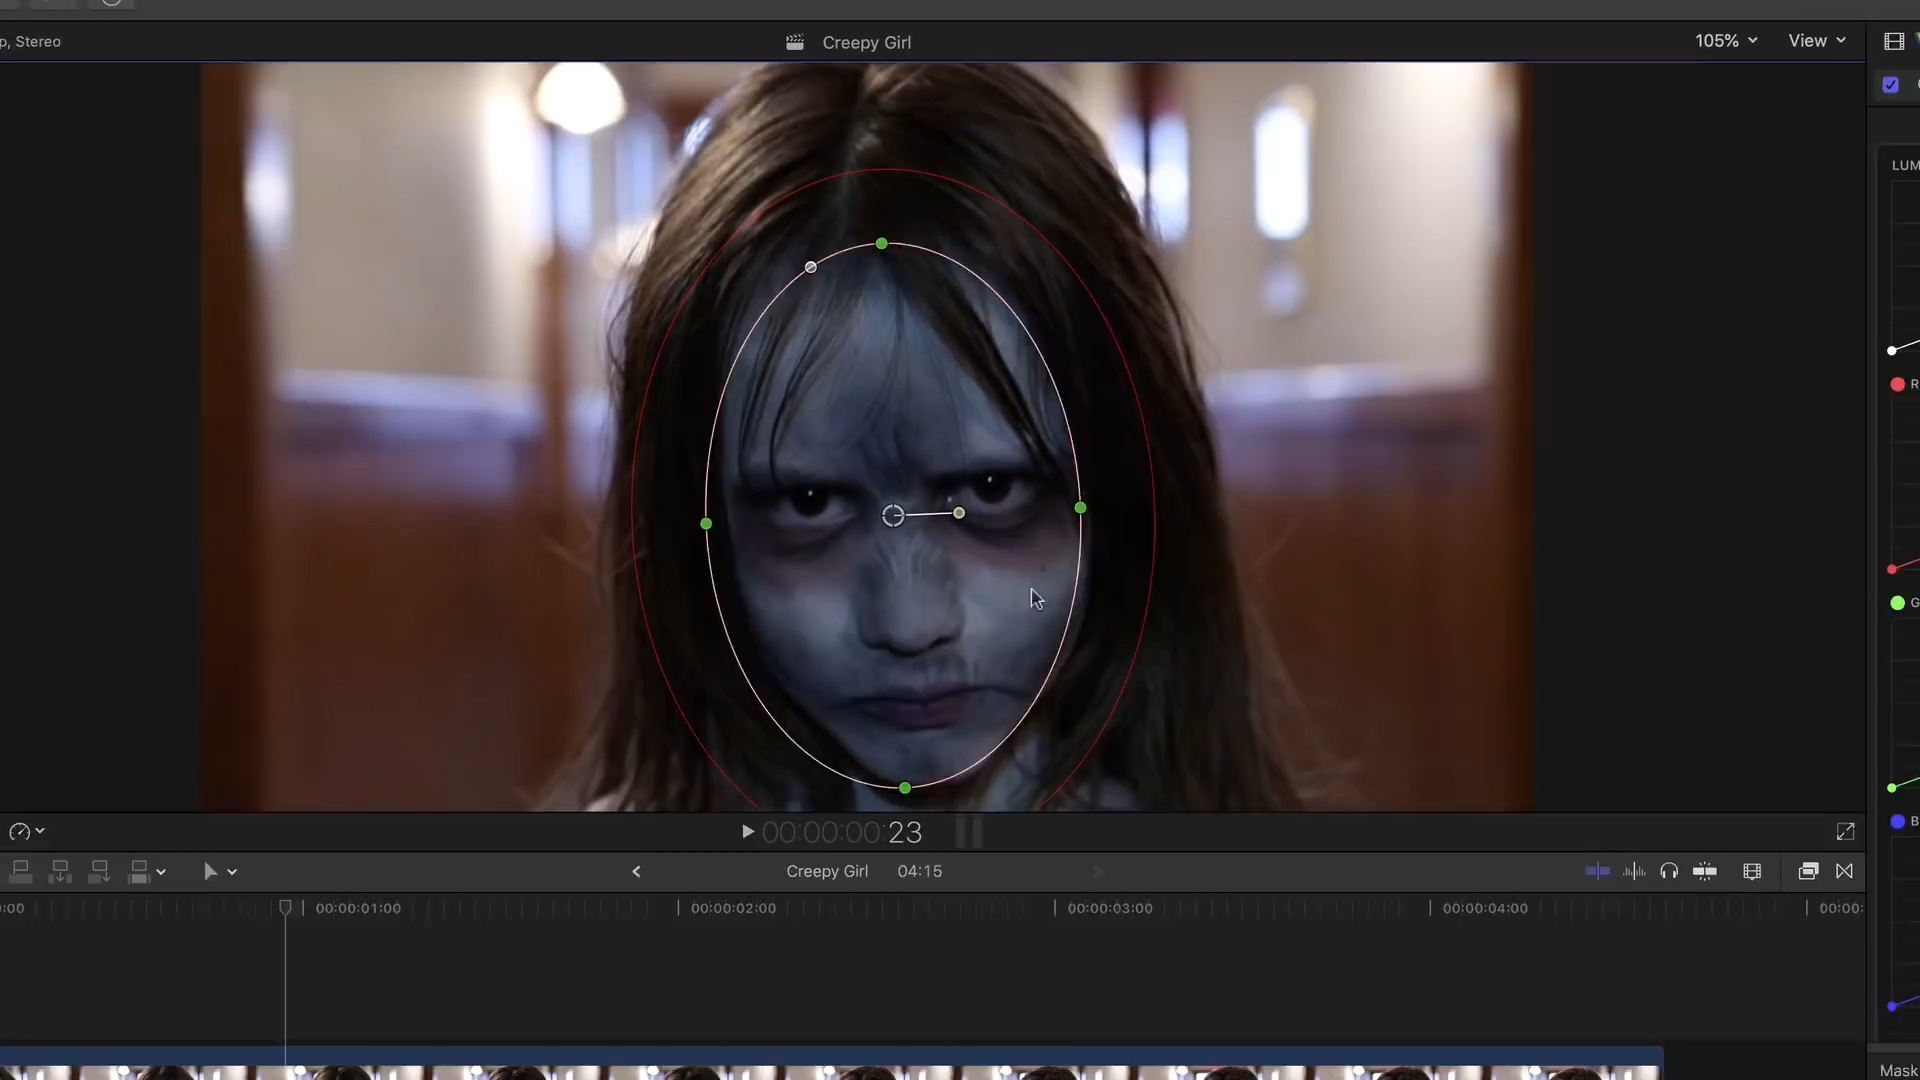 p, Stereo
Creepy Girl
105%
View
LUM
R
G
B
00:00:00:23
Creepy Girl
04:15
0:00
00:00:01:00
00:00:02:00
00:00:03:00
00:00:04:00
00:00:
Mask